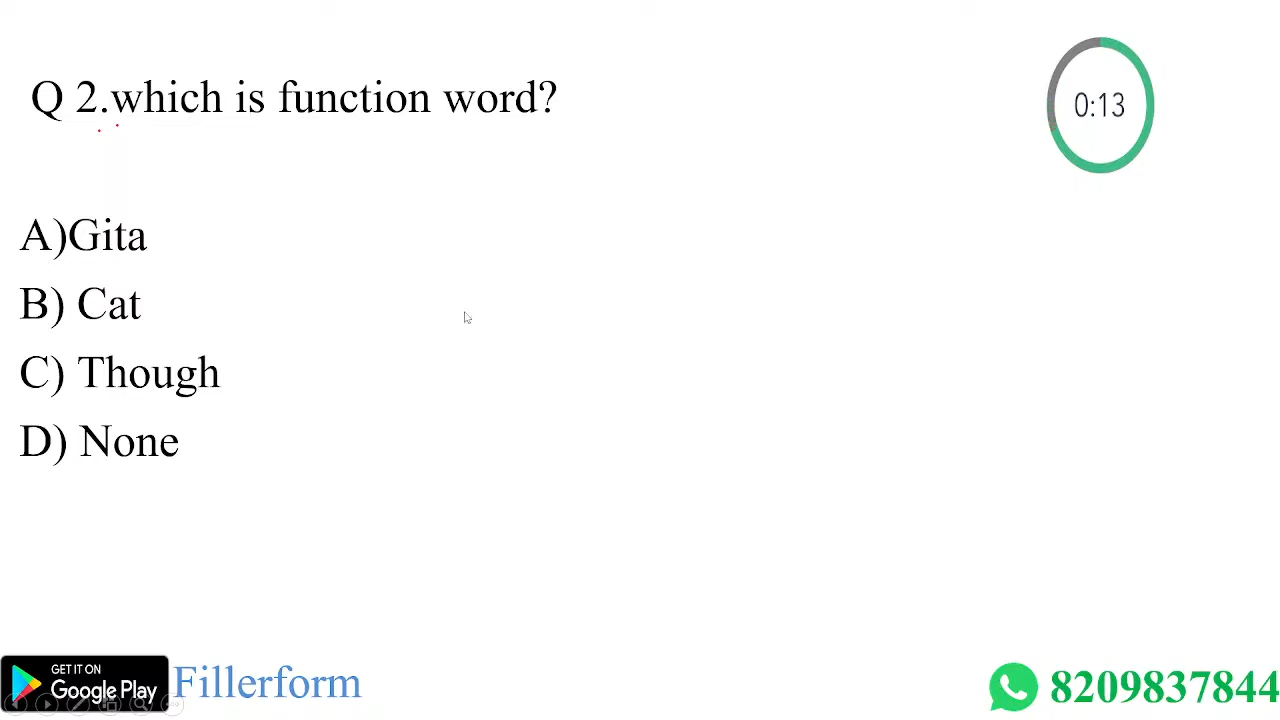 Q 2.which is function word?
0:13
A)Gita
B) Cat
C) Though
D) None
GET IT ON
Google Play
Fillerform
8209837844